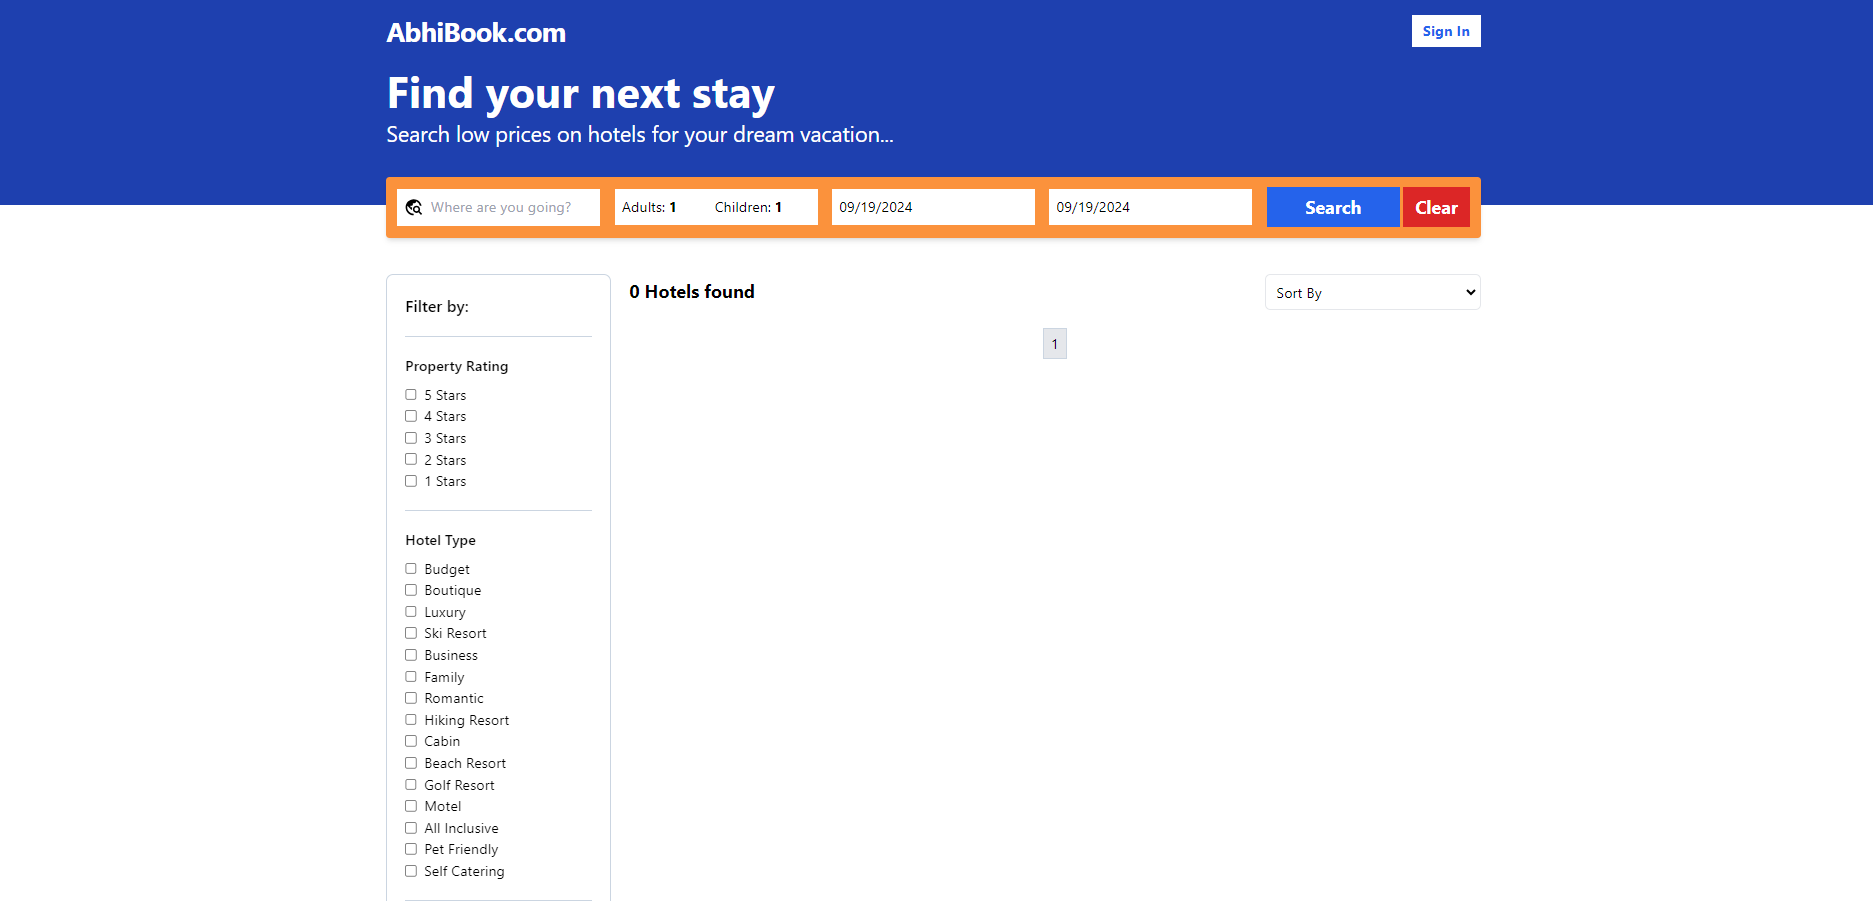 AbhiBook.com
Sign In
Find your next stay
Search low prices on hotels for your dream vacation...
Where are you going?
Adults: 1
Children: 1
09/19/2024
09/19/2024
Search
Clear
Filter by:
Property Rating
5 Stars
4 Stars
3 Stars
2 Stars
1 Stars
Hotel Type
Budget
Boutique
Luxury
Ski Resort
Business
Family
Romantic
Hiking Resort
Cabin
Beach Resort
Golf Resort
Motel
All Inclusive
Pet Friendly
Self Catering
0 Hotels found
Sort By
1